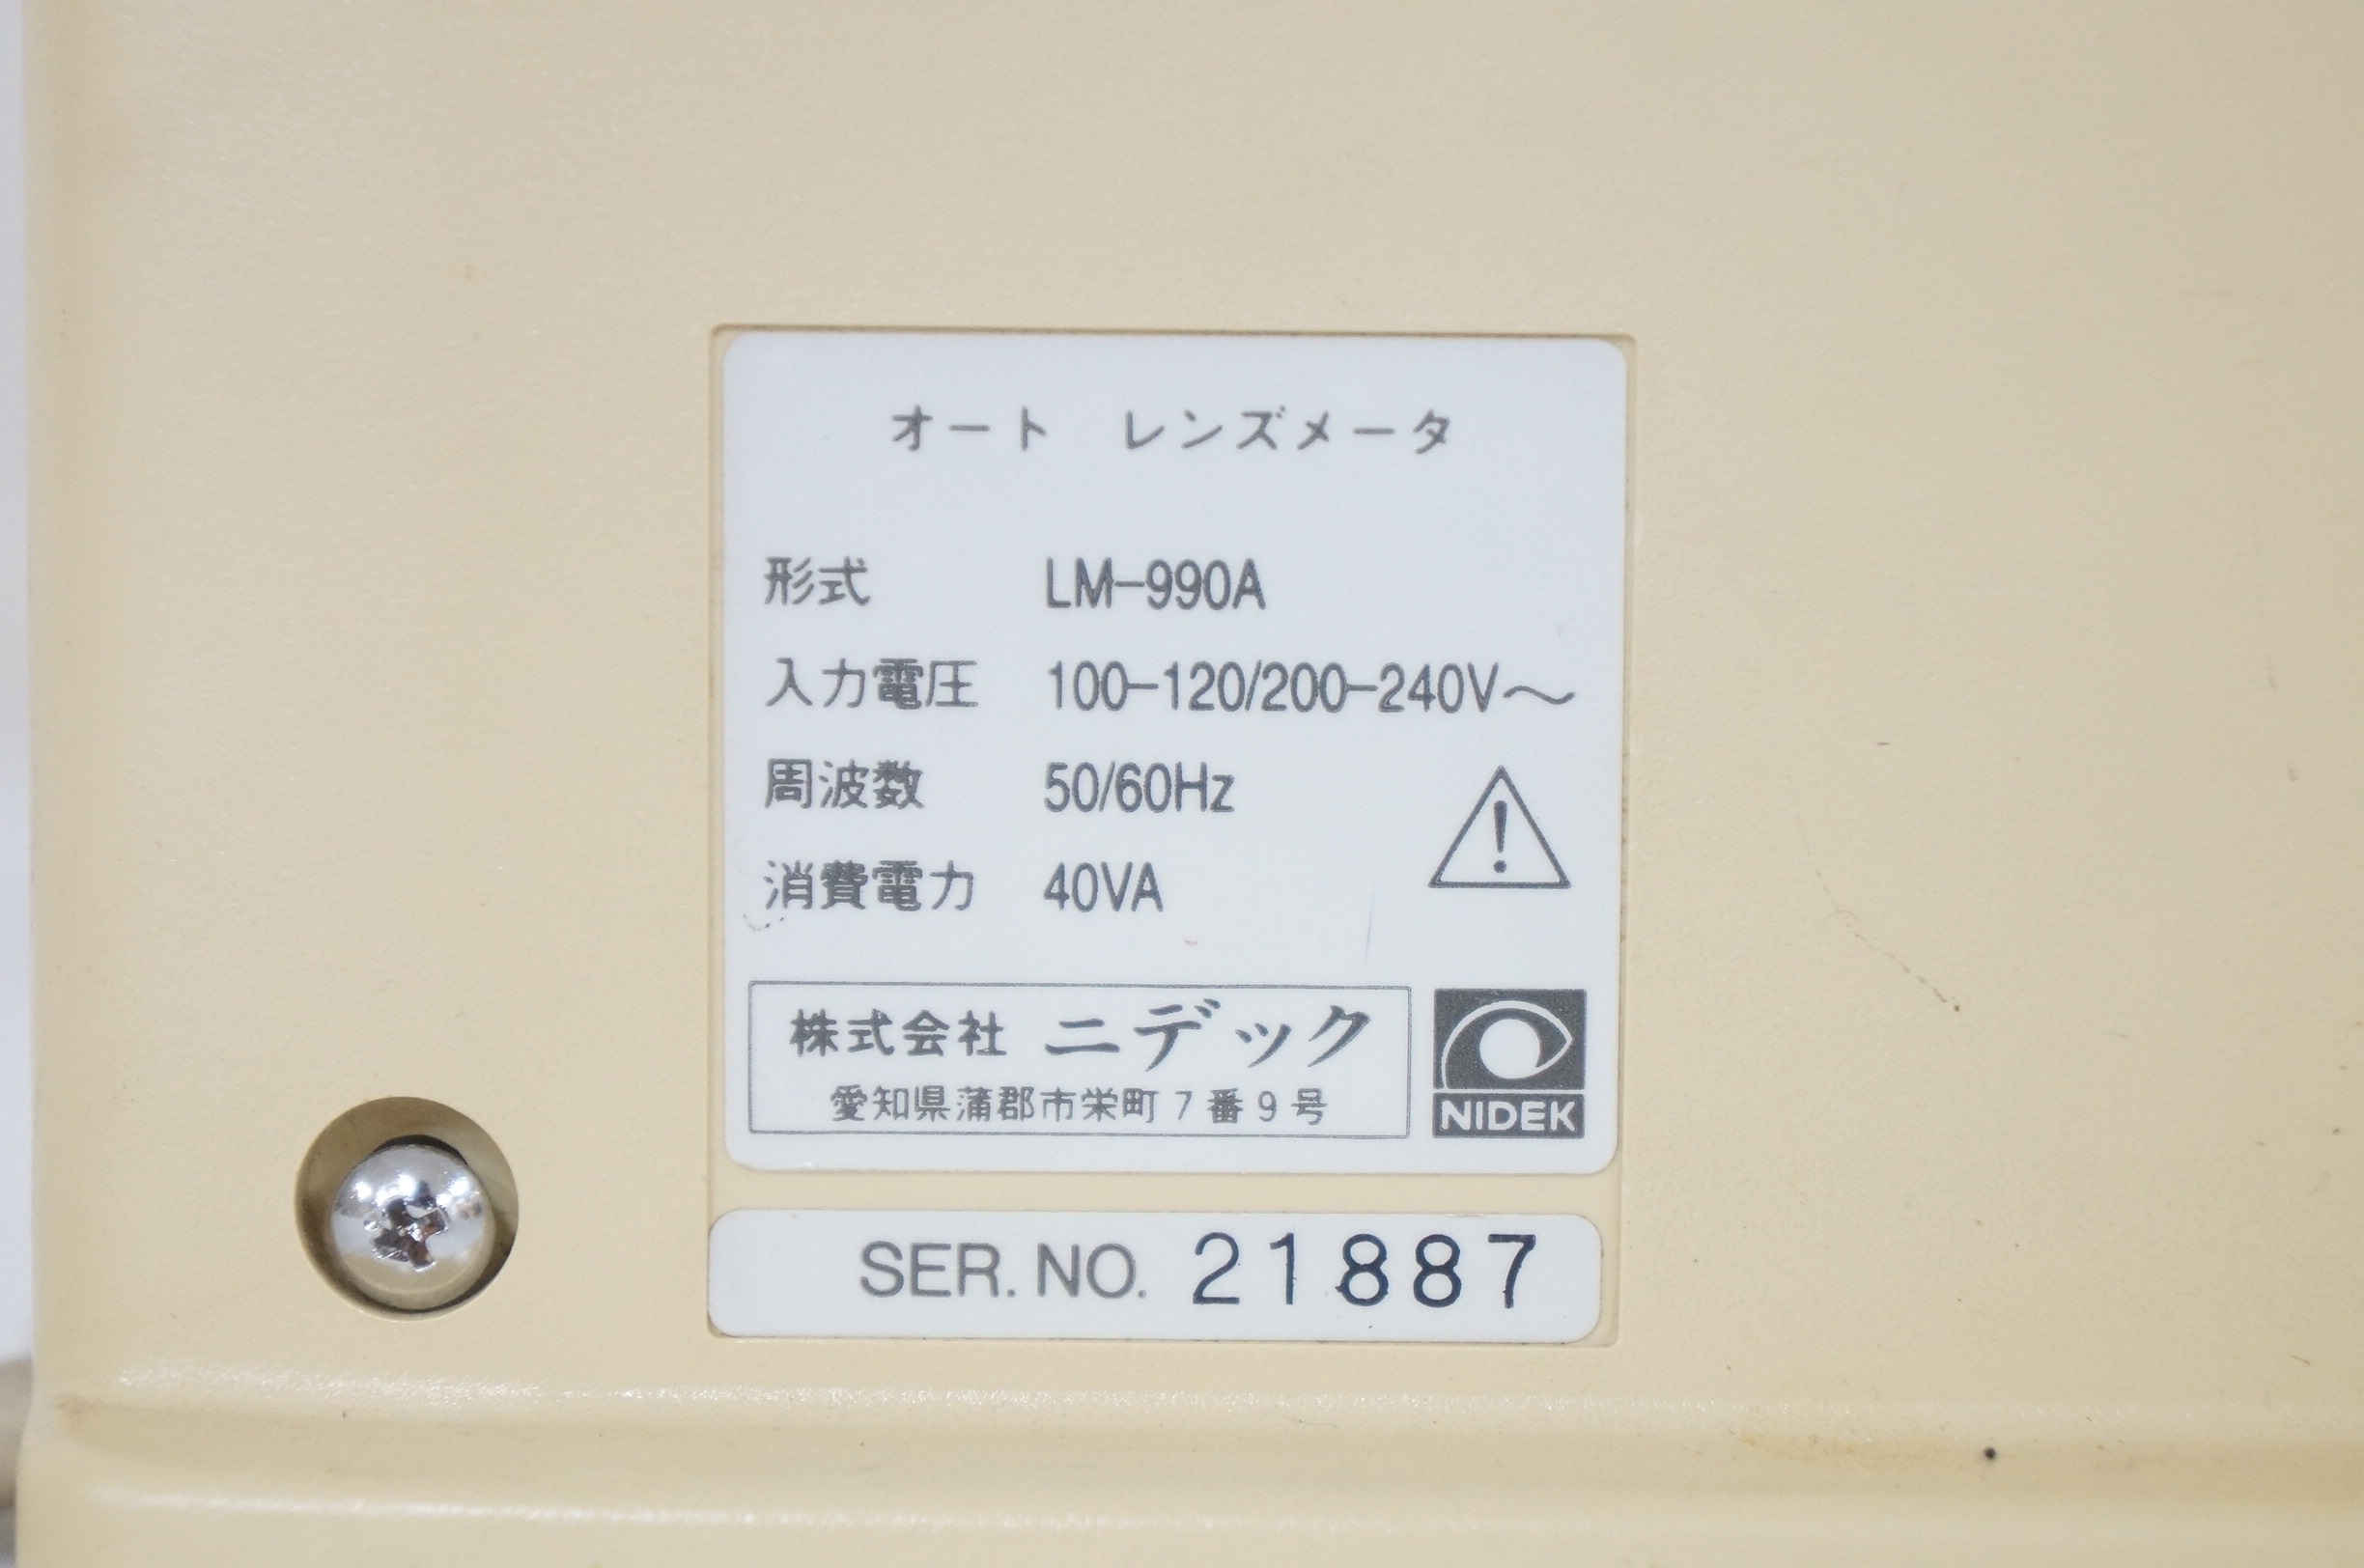 オート レンズメータ
形式 LM-990A
入力電圧 100-120/200-240V～
周波数 50/60Hz
消費電力 40VA
株式会社 ニデック
愛知県蒲郡市栄町7番9号
NIDEK
SER. NO. 21887